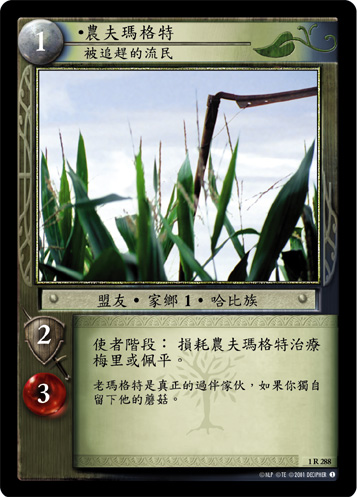 1
•農夫瑪格特
被追趕的流民
盟友 • 家鄉 1 • 哈比族
2
3
使者階段： 損耗農夫瑪格特治療
梅里或佩平。
老瑪格特是真正的過伴傢伙，如果你獨自
留下他的蘑菇。
1 R 288
©NLP ©TE ©2001 DECIPHER